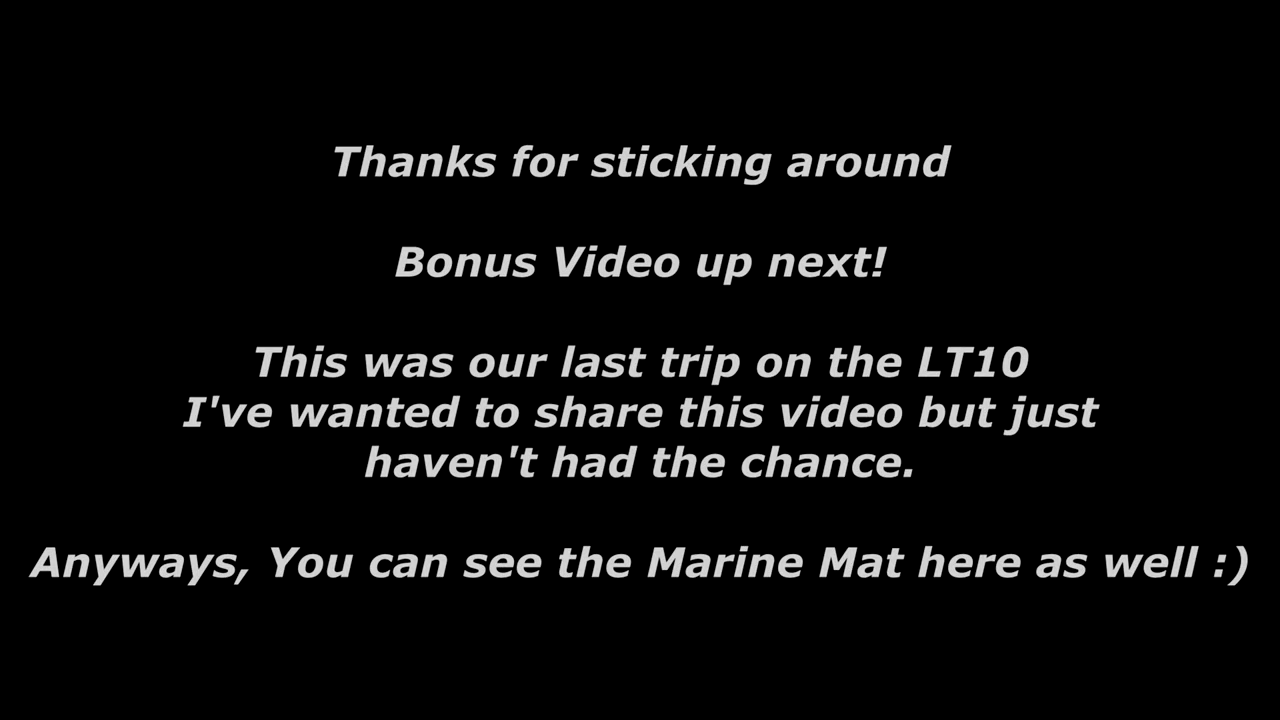 Thanks for sticking around
Bonus Video up next!
This was our last trip on the LT10
I've wanted to share this video but just
haven't had the chance.
Anyways, You can see the Marine Mat here as well :)